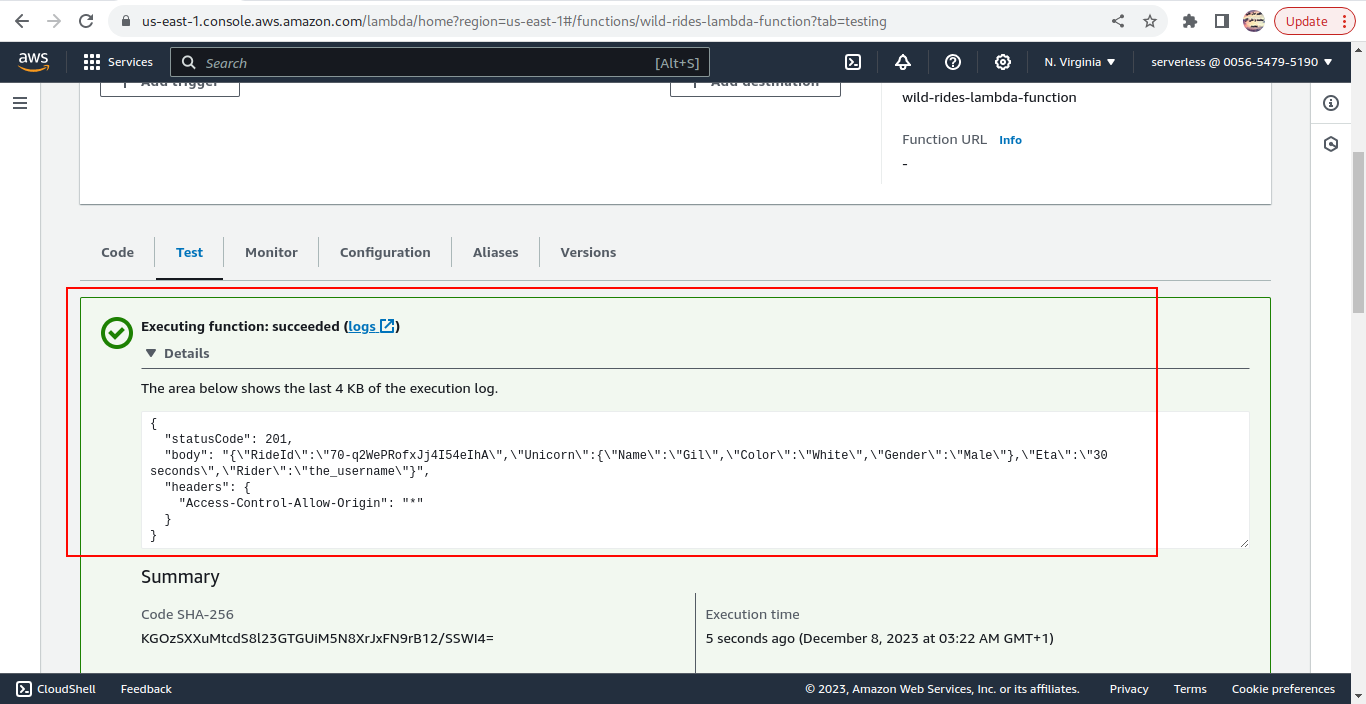 us-east-1.console.aws.amazon.com/lambda/home?region=us-east-1#/functions/wild-rides-lambda-function?tab=testing
Update
aws
Services
Search
[Alt+S]
N. Virginia ▼
serverless @ 0056-5479-5190 ▼
+ Add trigger
+ Add destination
wild-rides-lambda-function
Function URL Info
-
Code
Test
Monitor
Configuration
Aliases
Versions
Executing function: succeeded (logs)
▼ Details
The area below shows the last 4 KB of the execution log.
{
  "statusCode": 201,
  "body": "{\"RideId\":\"70-q2WePRofxJj4I54eIhA\",\"Unicorn\":{\"Name\":\"Gil\",\"Color\":\"White\",\"Gender\":\"Male\"},\"Eta\":\"30
seconds\",\"Rider\":\"the_username\"}",
  "headers": {
    "Access-Control-Allow-Origin": "*"
  }
}
Summary
Code SHA-256
KGOzSXXuMtcdS8l23GTGUiM5N8XrJxFN9rB12/SSWI4=
Execution time
5 seconds ago (December 8, 2023 at 03:22 AM GMT+1)
CloudShell
Feedback
© 2023, Amazon Web Services, Inc. or its affiliates.
Privacy
Terms
Cookie preferences